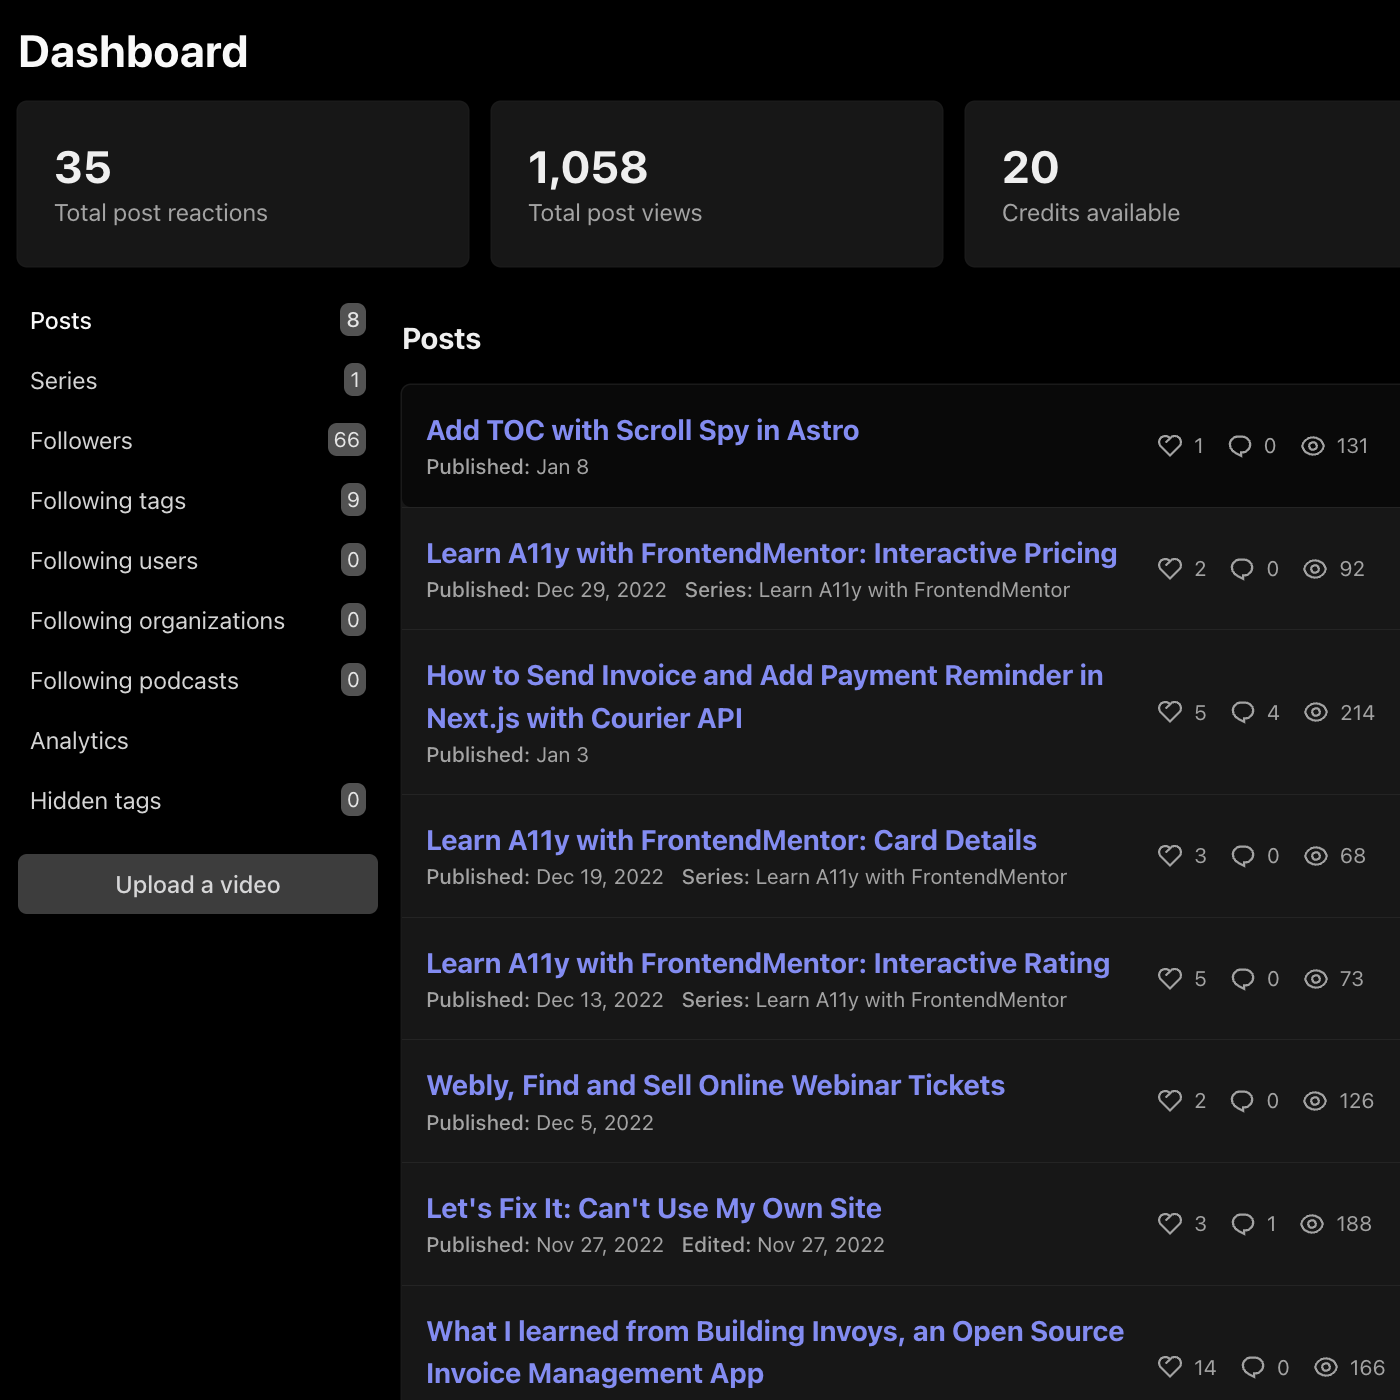 Dashboard
35
Total post reactions
1,058
Total post views
20
Credits available
Posts 8
Series 1
Followers 66
Following tags 9
Following users 0
Following organizations 0
Following podcasts 0
Analytics
Hidden tags 0
Upload a video
Posts
Add TOC with Scroll Spy in Astro
Published: Jan 8
1 0 131
Learn A11y with FrontendMentor: Interactive Pricing
Published: Dec 29, 2022 Series: Learn A11y with FrontendMentor
2 0 92
How to Send Invoice and Add Payment Reminder in
Next.js with Courier API
Published: Jan 3
5 4 214
Learn A11y with FrontendMentor: Card Details
Published: Dec 19, 2022 Series: Learn A11y with FrontendMentor
3 0 68
Learn A11y with FrontendMentor: Interactive Rating
Published: Dec 13, 2022 Series: Learn A11y with FrontendMentor
5 0 73
Webly, Find and Sell Online Webinar Tickets
Published: Dec 5, 2022
2 0 126
Let's Fix It: Can't Use My Own Site
Published: Nov 27, 2022 Edited: Nov 27, 2022
3 1 188
What I learned from Building Invoys, an Open Source
Invoice Management App
14 0 166